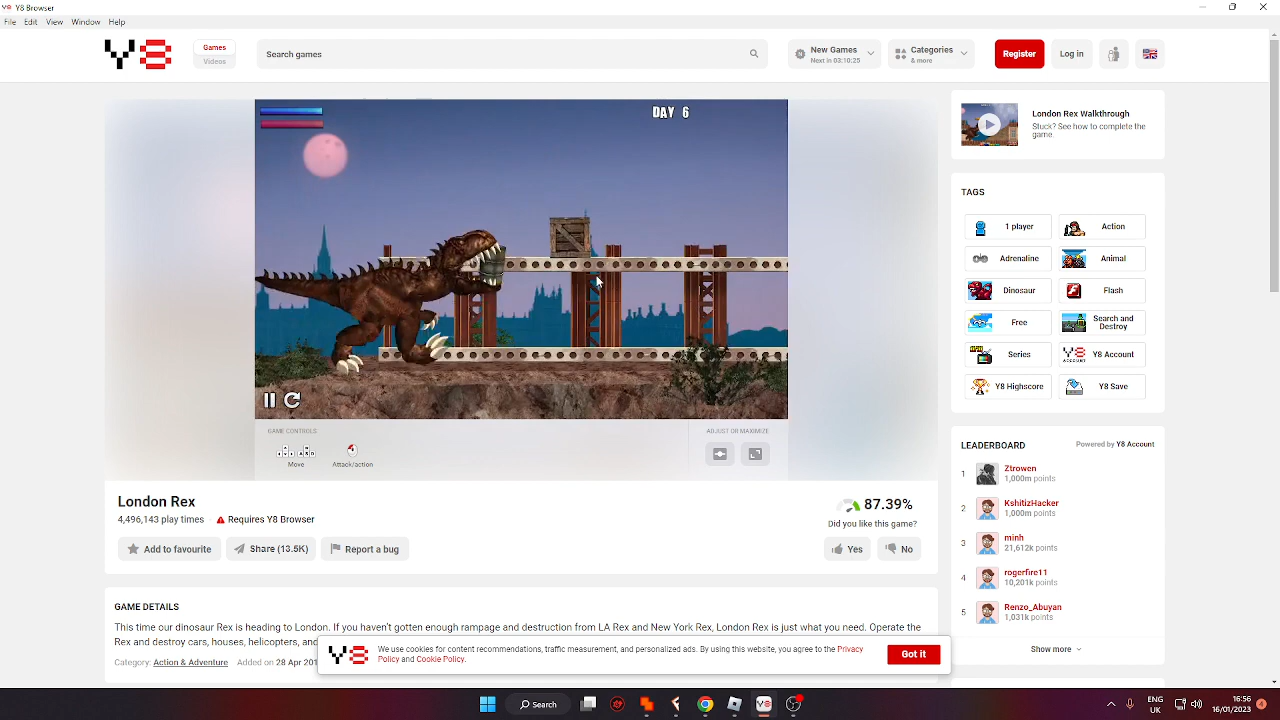 Y8 Browser
File Edit View Window Help
Y8
Games
Videos
Search games
New Games
Next in 03:10:25
Categories
& more
Register
Log in
DAY 6
GAME CONTROLS
Move
Attack/action
ADJUST OR MAXIMIZE
London Rex
4,496,143 play times
Requires Y8 Browser
87.39%
Did you like this game?
Add to favourite
Share (13.5K)
Report a bug
Yes
No
GAME DETAILS
This time our dinosaur Rex is heading to London. If you haven't gotten enough rampage and destruction from LA Rex and New York Rex, London Rex is just what you need. Operate the
Rex and destroy cars, houses, helicopters, and
Category: Action & Adventure Added on 28 Apr 201
London Rex Walkthrough
Stuck? See how to complete the
game.
TAGS
1 player
Action
Adrenaline
Animal
Dinosaur
Flash
Free
Search and
Destroy
Series
Y8 Account
Y8 Highscore
Y8 Save
LEADERBOARD
Powered by Y8 Account
1 Ztrowen
1,000m points
2 KshitizHacker
1,000m points
3 minh
21,612k points
4 rogerfire11
10,201k points
5 Renzo_Abuyan
1,031k points
Show more
Y8
We use cookies for content recommendations, traffic measurement, and personalized ads. By using this website, you agree to the Privacy
Policy and Cookie Policy.
Got it
Search
ENG
UK
16:56
16/01/2023
4